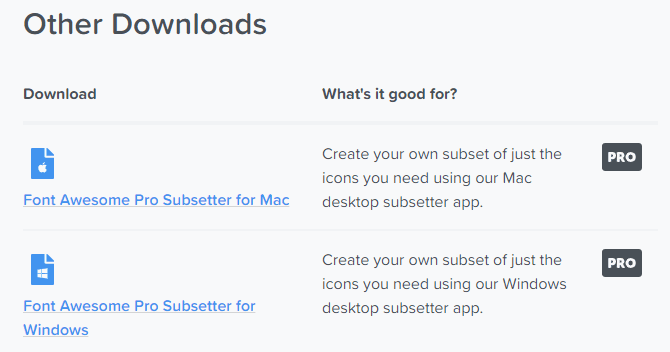 Other Downloads
Download
What's it good for?
Create your own subset of just the
icons you need using our Mac
desktop subsetter app.
PRO
Font Awesome Pro Subsetter for Mac
Create your own subset of just the
icons you need using our Windows
desktop subsetter app.
PRO
Font Awesome Pro Subsetter for
Windows